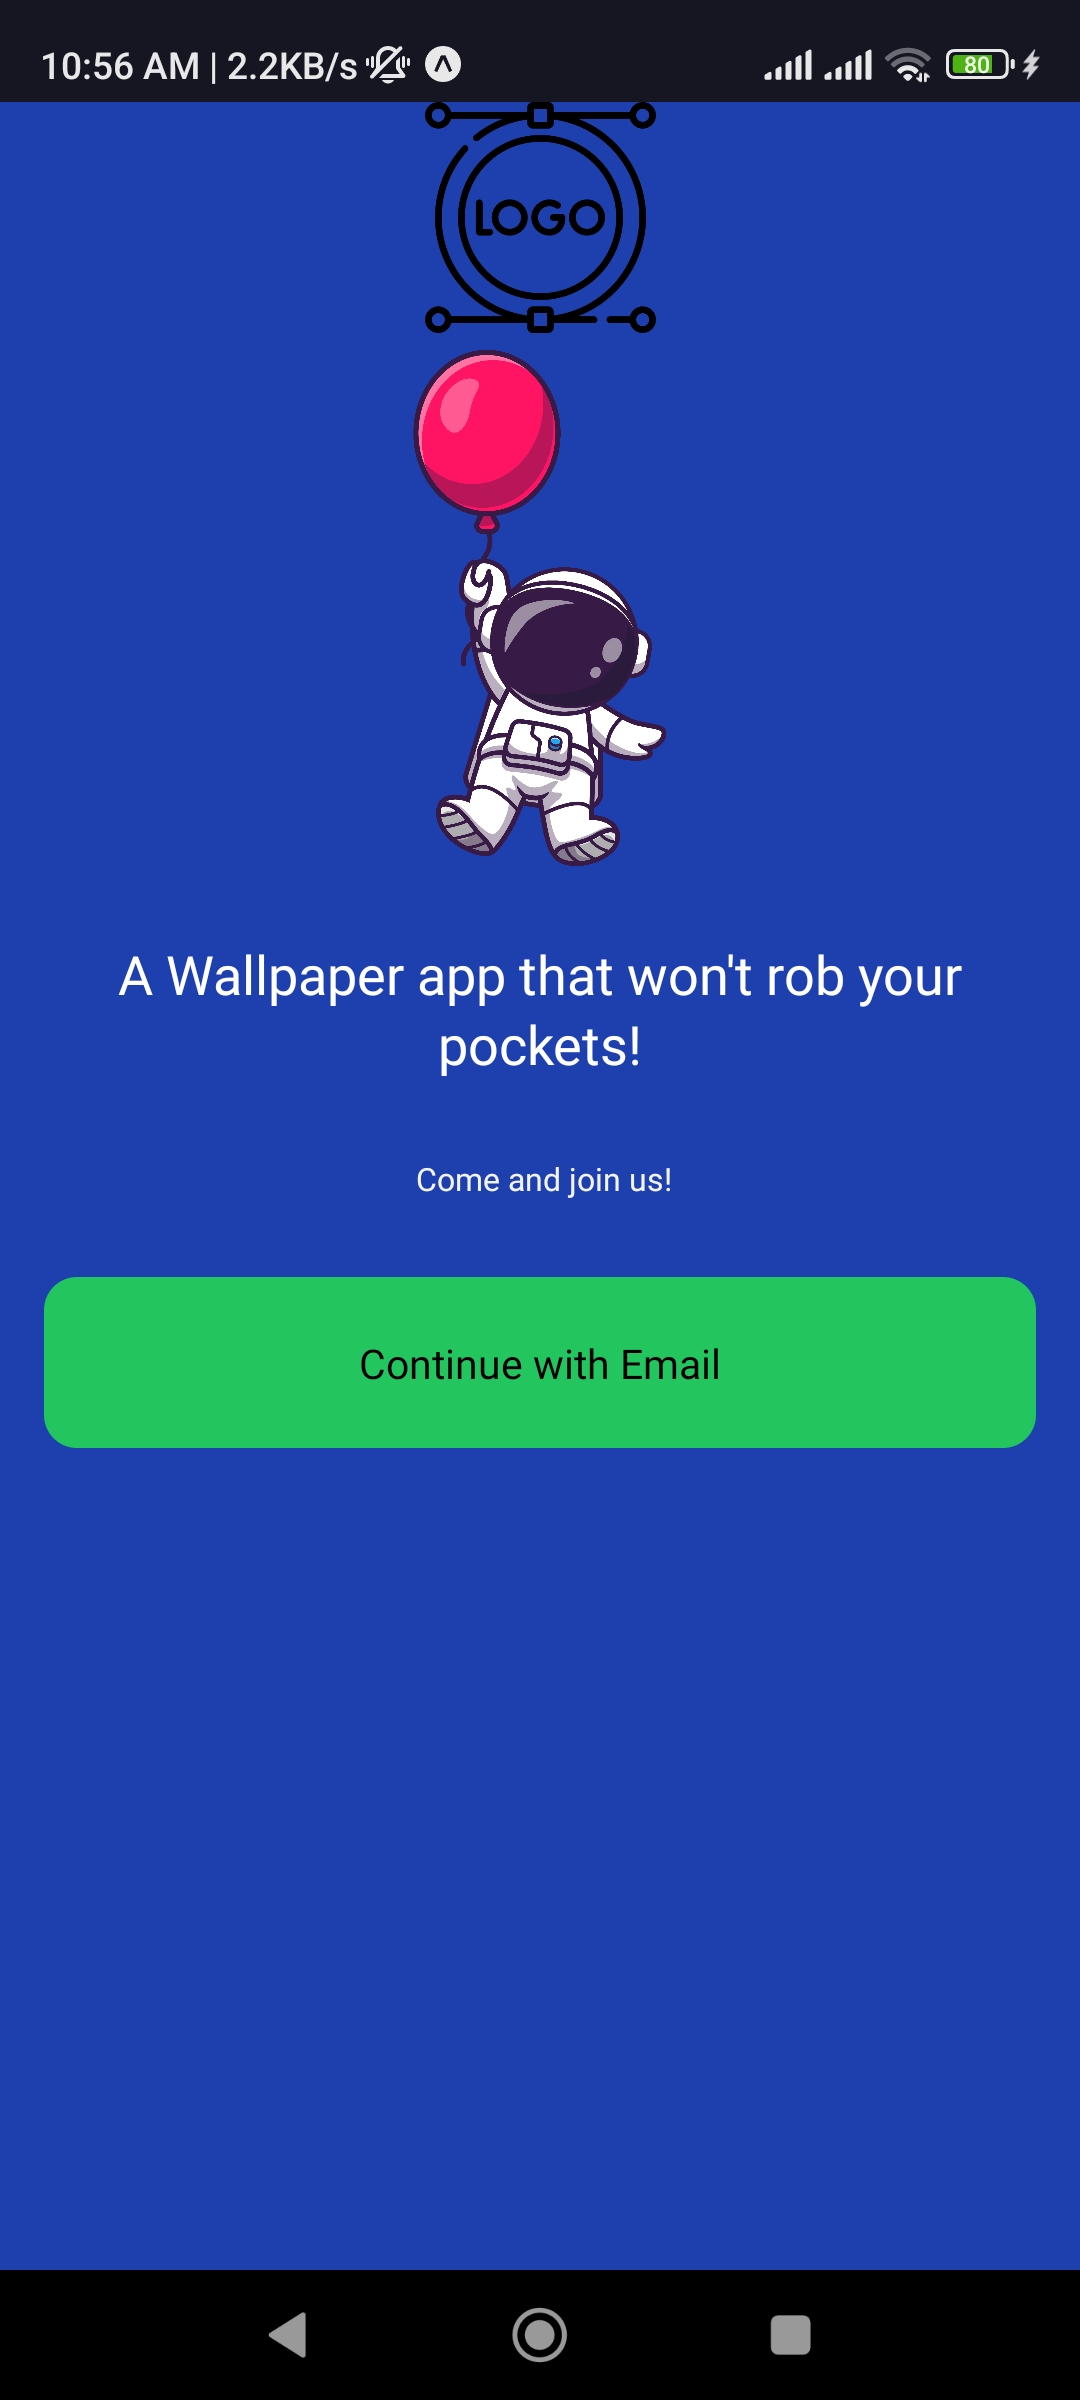 10:56 AM | 2.2KB/s
80
LOGO
A Wallpaper app that won't rob your
pockets!
Come and join us!
Continue with Email